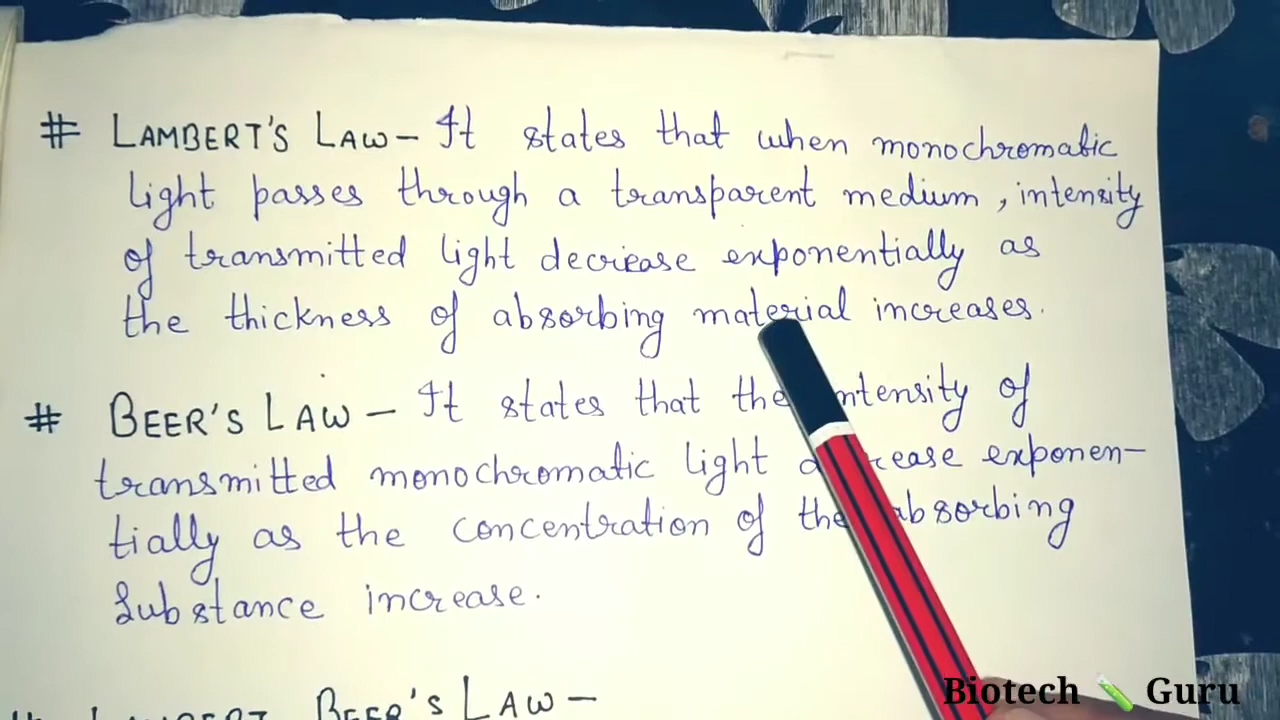 # LAMBERT'S LAW - It states that when monochromatic
light passes through a transparent medium, intensity
of transmitted light decrease exponentially as
the thickness of absorbing material increases.
# BEER'S LAW - It states that the intensity of
transmitted monochromatic light decrease exponen-
tially as the concentration of the absorbing
Substance increase.
# LAMBERT BEER'S LAW -
Biotech Guru